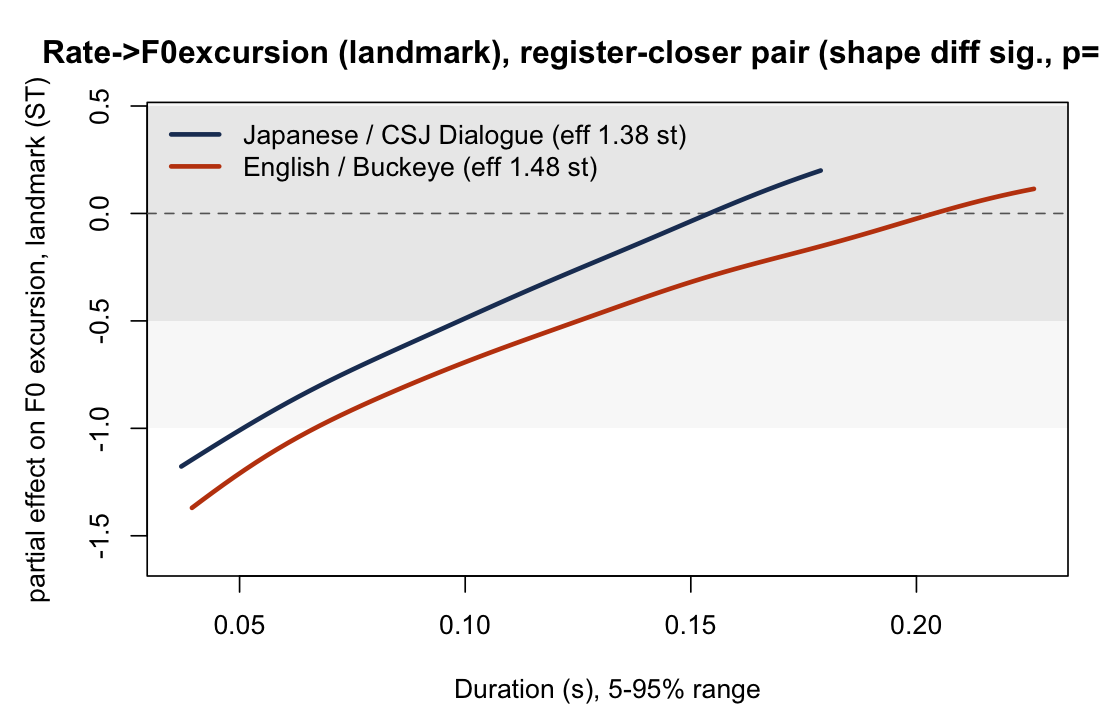 Rate->F0excursion (landmark), register-closer pair (shape diff sig., p=
partial effect on F0 excursion, landmark (ST)
0.5
0.0
-0.5
-1.0
-1.5
Japanese / CSJ Dialogue (eff 1.38 st)
English / Buckeye (eff 1.48 st)
0.05 0.10 0.15 0.20
Duration (s), 5-95% range